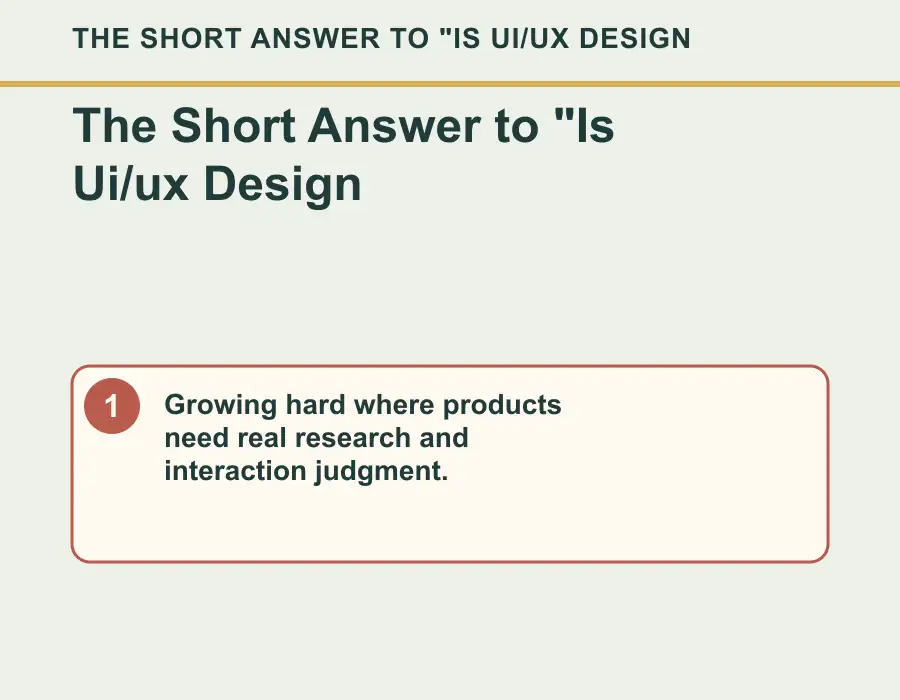 THE SHORT ANSWER TO "IS UI/UX DESIGN
The Short Answer to "Is
Ui/ux Design
1
Growing hard where products
need real research and
interaction judgment.